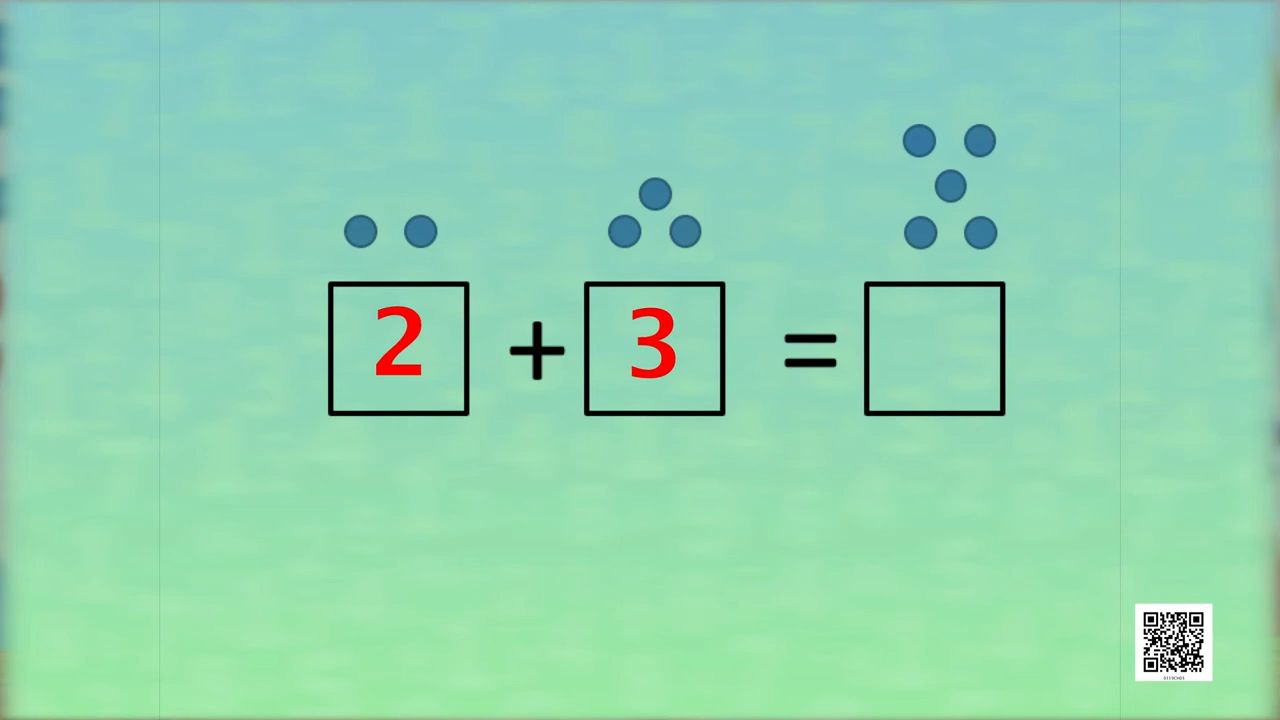 2 + 3 =